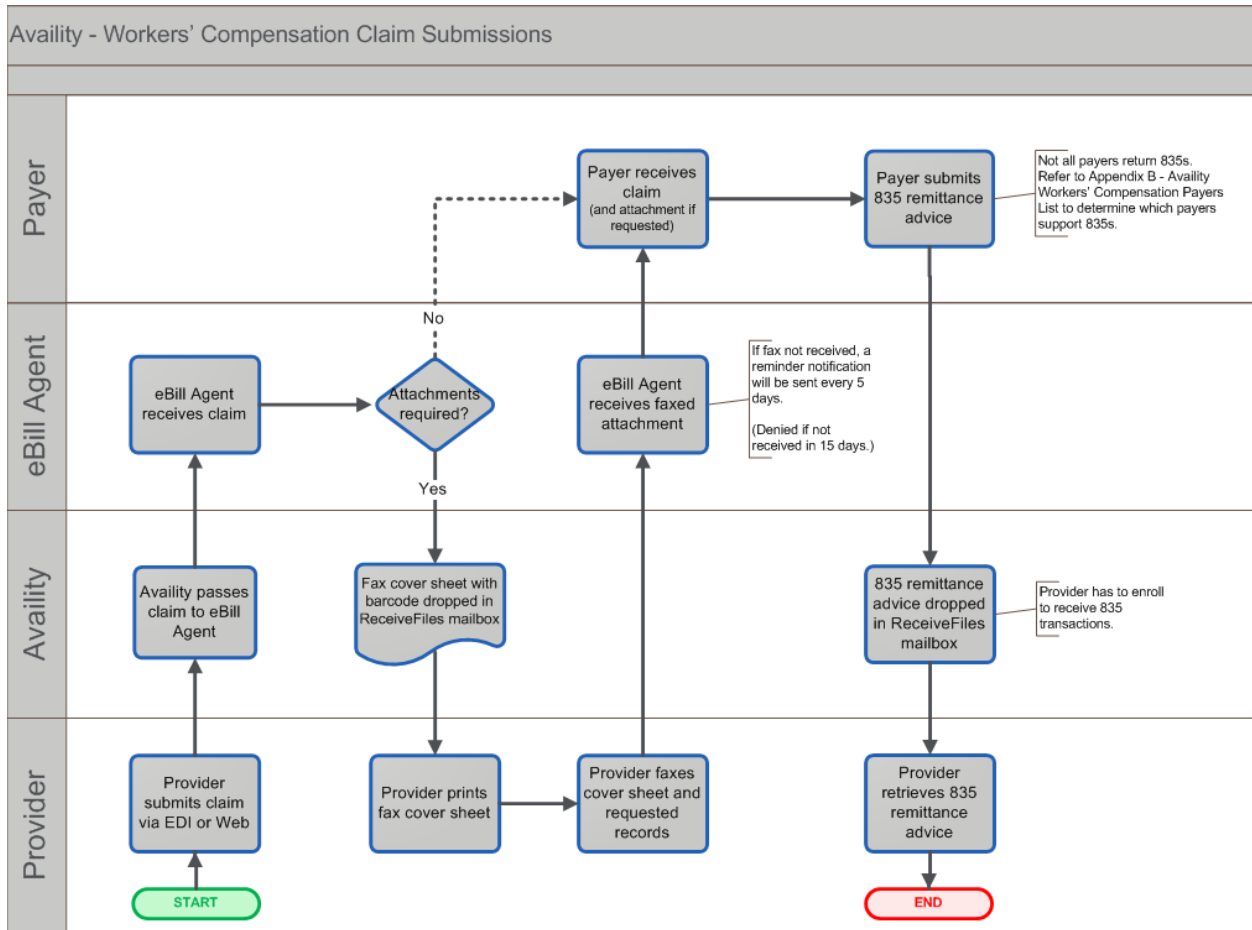 Availity - Workers' Compensation Claim Submissions
Payer
Payer receives
claim
(and attachment if
requested)
Payer submits
835 remittance
advice
Not all payers return 835s.
Refer to Appendix B - Availity
Workers' Compensation Payers
List to determine which payers
support 835s.
No
eBill Agent
eBill Agent
receives claim
Attachments
required?
eBill Agent
receives faxed
attachment
If fax not received, a
reminder notification
will be sent every 5
days.
(Denied if not
received in 15 days.)
Yes
Availity
Availity passes
claim to eBill
Agent
Fax cover sheet with
barcode dropped in
ReceiveFiles mailbox
835 remittance
advice dropped
in ReceiveFiles
mailbox
Provider has to enroll
to receive 835
transactions.
Provider
Provider
submits claim
via EDI or Web
Provider prints
fax cover sheet
Provider faxes
cover sheet and
requested
records
Provider
retrieves 835
remittance
advice
START
END